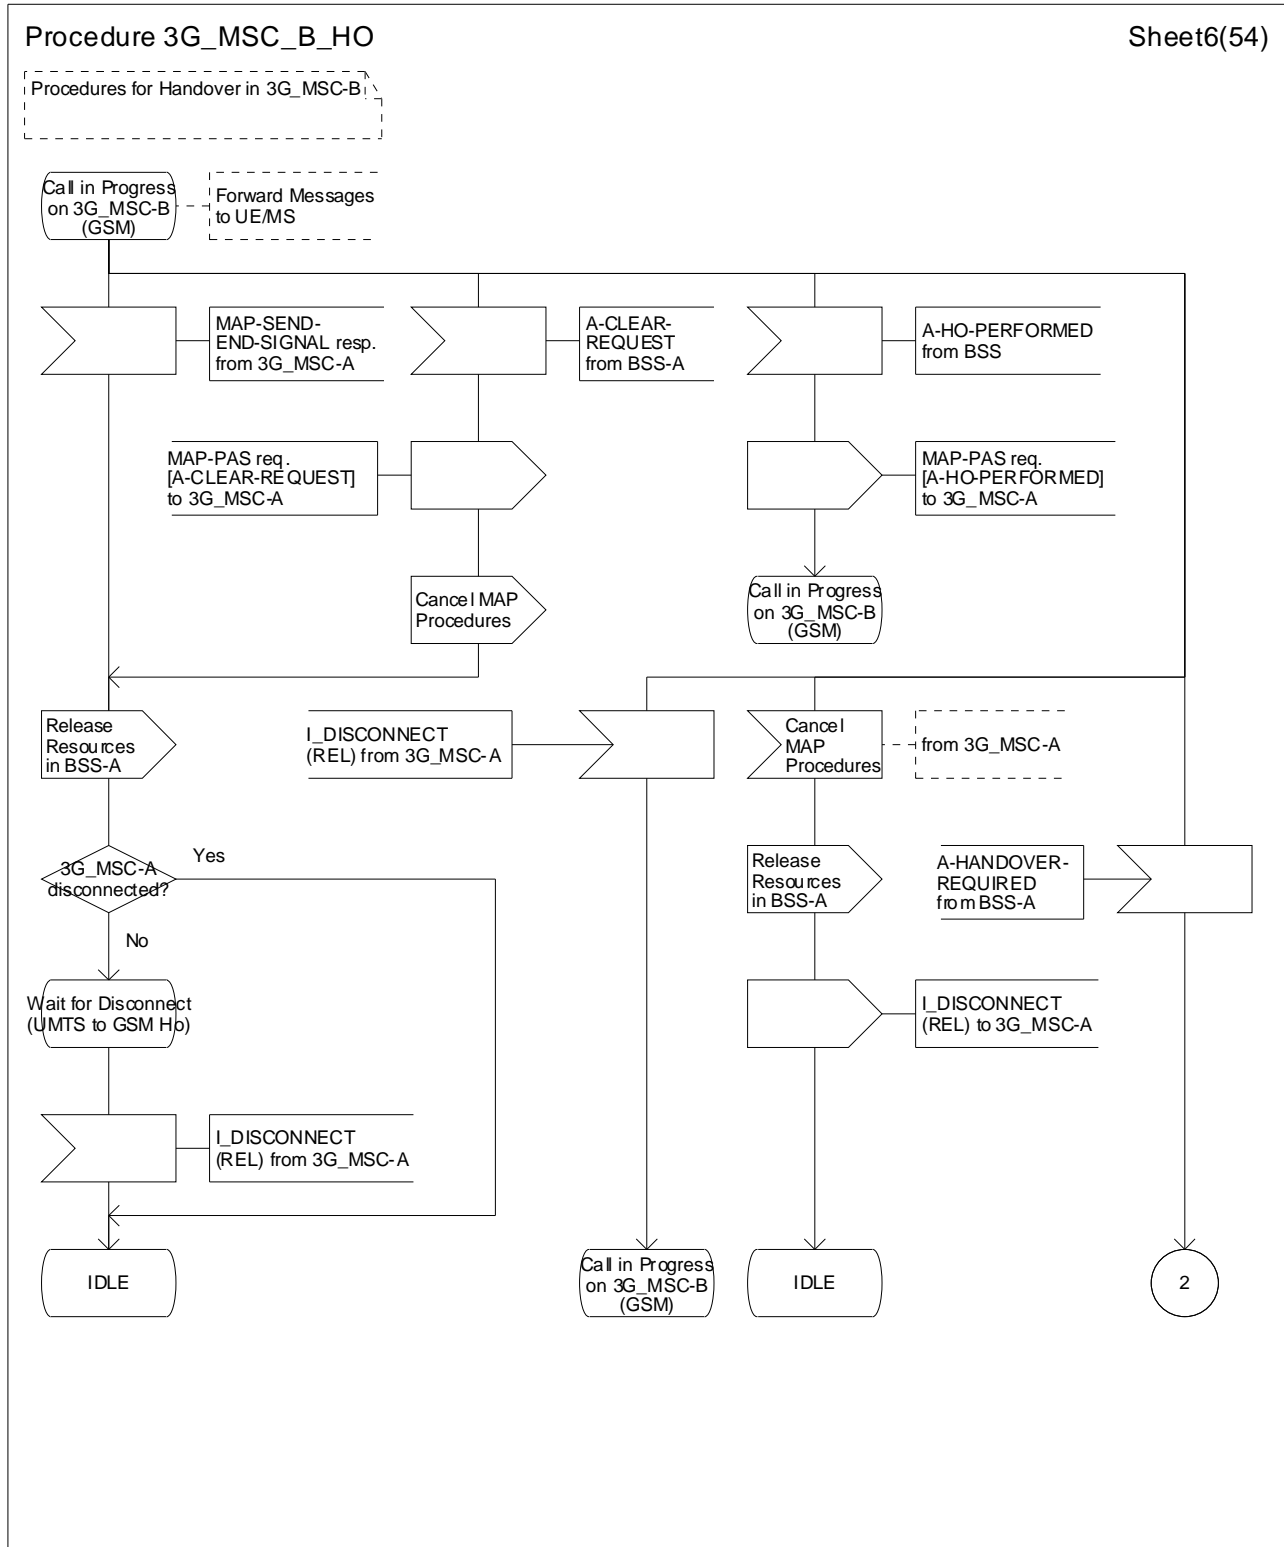 Procedure 3G_MSC_B_HO
Sheet6(54)
Procedures for Handover in 3G_MSC-B
Call in Progress
on 3G_MSC-B
(GSM)
Forward Messages
to UE/MS
MAP-SEND-
END-SIGNAL resp.
from 3G_MSC-A
A-CLEAR-
REQUEST
from BSS-A
A-HO-PERFORMED
from BSS
MAP-PAS req.
[A-CLEAR-REQUEST]
to 3G_MSC-A
MAP-PAS req.
[A-HO-PERFORMED]
to 3G_MSC-A
Cancel MAP
Procedures
Call in Progress
on 3G_MSC-B
(GSM)
Release
Resources
in BSS-A
I_DISCONNECT
(REL) from 3G_MSC-A
Cancel
MAP
Procedures
from 3G_MSC-A
3G_MSC-A
disconnected?
Yes
No
Release
Resources
in BSS-A
A-HANDOVER-
REQUIRED
from BSS-A
Wait for Disconnect
(UMTS to GSM Ho)
I_DISCONNECT
(REL) to 3G_MSC-A
I_DISCONNECT
(REL) from 3G_MSC-A
IDLE
Call in Progress
on 3G_MSC-B
(GSM)
IDLE
2